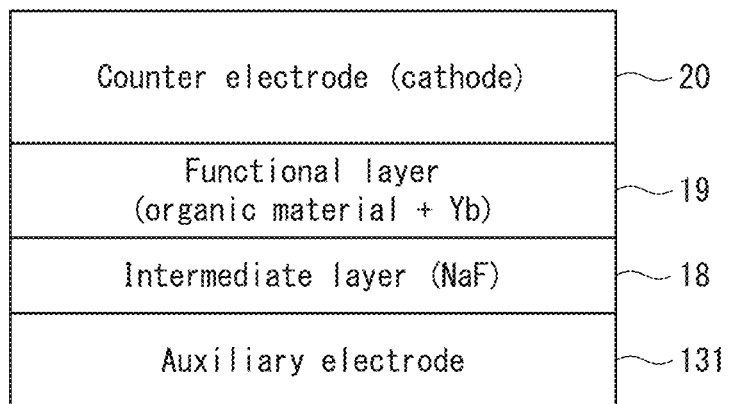 Counter electrode (cathode) 20
Functional layer
(organic material + Yb) 19
Intermediate layer (NaF) 18
Auxiliary electrode 131